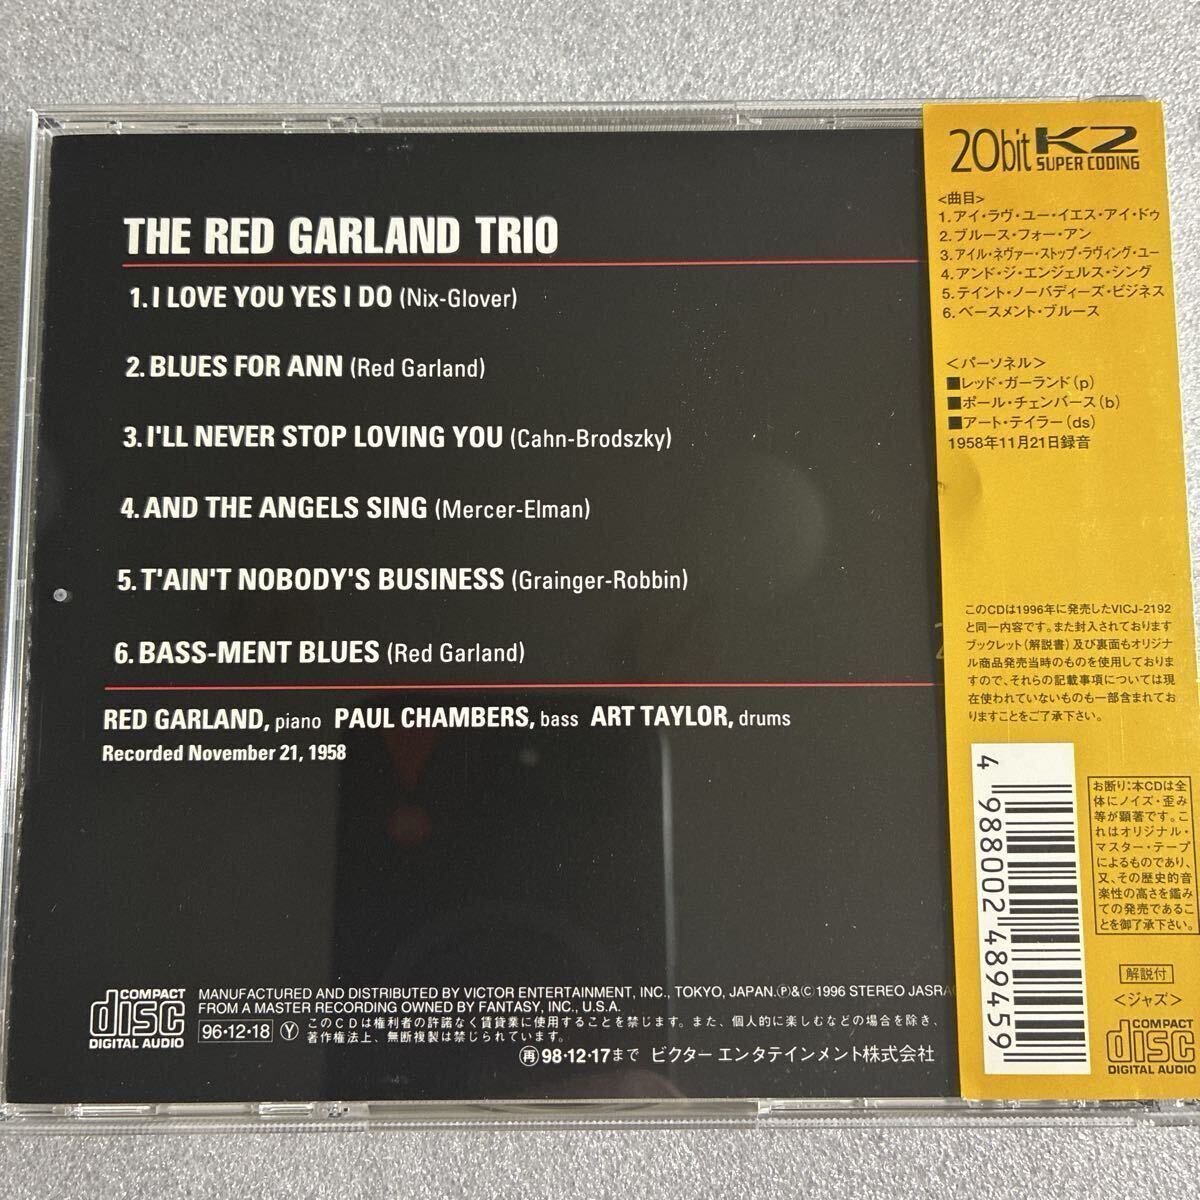 THE RED GARLAND TRIO
1. I LOVE YOU YES I DO (Nix-Glover)
2. BLUES FOR ANN (Red Garland)
3. I'LL NEVER STOP LOVING YOU (Cahn-Brodszky)
4. AND THE ANGELS SING (Mercer-Elman)
5. T'AIN'T NOBODY'S BUSINESS (Grainger-Robbin)
6. BASS-MENT BLUES (Red Garland)
RED GARLAND, piano PAUL CHAMBERS, bass ART TAYLOR, drums
Recorded November 21, 1958
COMPACT
disc
DIGITAL AUDIO
MANUFACTURED AND DISTRIBUTED BY VICTOR ENTERTAINMENT, INC., TOKYO, JAPAN.Ⓟ&Ⓒ1996 STEREO JASRA
FROM A MASTER RECORDING OWNED BY FANTASY, INC., U.S.A.
96・12・18 Ⓨ このCDは権利者の許諾なく賃貸業に使用することを禁じます。また、個人的に楽しむなどの場合を除き、
著作権法上、無断複製は禁じられています。
㊢98・12・17まで ビクター エンタテインメント株式会社
20bit K2
SUPER CODING
<曲目>
1.アイ・ラヴ・ユー・イエス・アイ・ドゥ
2.ブルース・フォー・アン
3.アイル・ネヴァー・ストップ・ラヴィング・ユー
4.アンド・ジ・エンジェルス・シング
5.テイント・ノーバディーズ・ビジネス
6.ベースメント・ブルース
<パーソネル>
■レッド・ガーランド(p)
■ポール・チェンバース(b)
■アート・テイラー(ds)
1958年11月21日録音
このCDは1996年に発売したVICJ-2192
と同一内容です。また封入されております
ブックレット(解説書)及び裏面もオリジナ
ル商品発売当時のものを使用しておりま
すので、それらの記載事項については現
在使われていないものも一部含まれてお
りますことをご了承下さい。
4 988002 489459
お断り:本CDは全
体にノイズ・歪み
等が顕著です。こ
れはオリジナル・
マスター・テープ
によるものであり、
又、その歴史的音
楽性の高さを鑑み
ての発売であるこ
とを御了承下さい。
解説付
<ジャズ>
COMPACT
disc
DIGITAL AUDIO